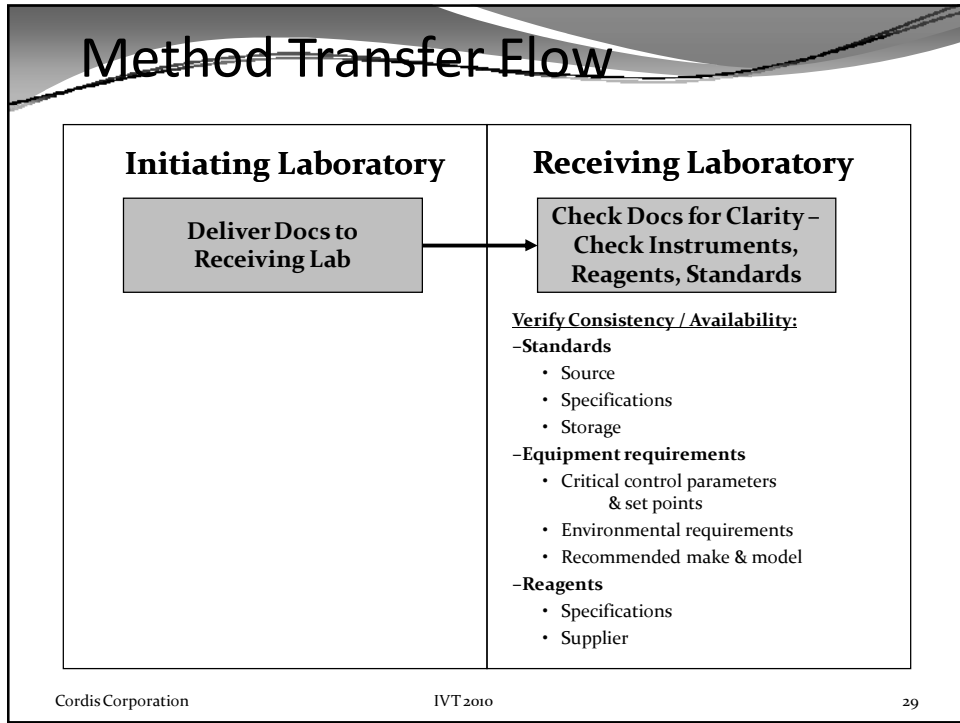 Method Transfer Flow
Initiating Laboratory
Deliver Docs to
Receiving Lab
Receiving Laboratory
Check Docs for Clarity –
Check Instruments,
Reagents, Standards
Verify Consistency / Availability:
–Standards
• Source
• Specifications
• Storage
–Equipment requirements
• Critical control parameters
& set points
• Environmental requirements
• Recommended make & model
–Reagents
• Specifications
• Supplier
Cordis Corporation
IVT 2010
29